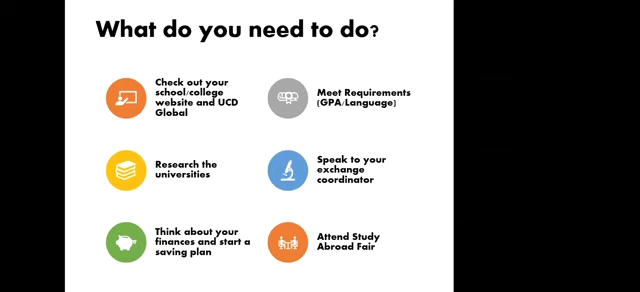 What do you need to do?
Check out your
school/college
website and UCD
Global
Meet Requirements
(GPA/Language)
Research the
universities
Speak to your
exchange
coordinator
Think about your
finances and start a
saving plan
Attend Study
Abroad Fair